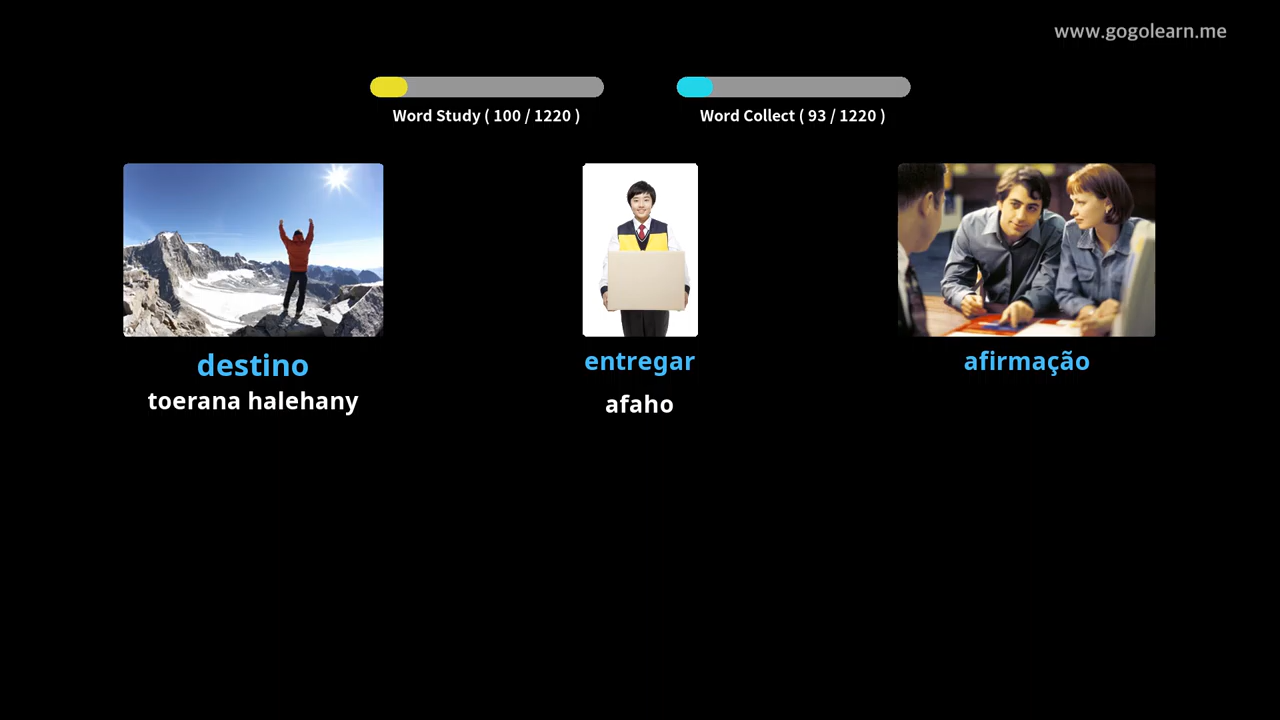 www.gogolearn.me
Word Study ( 100 / 1220 )
Word Collect ( 93 / 1220 )
destino
toerana halehany
entregar
afaho
afirmação